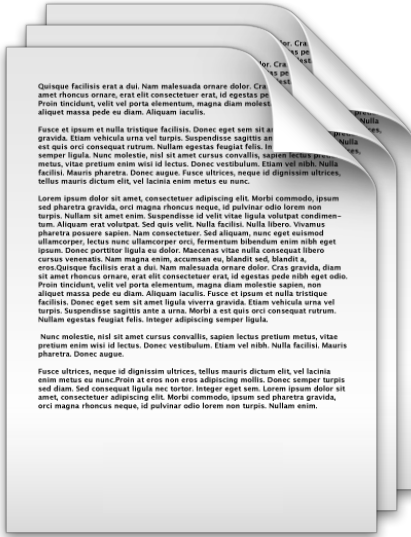 or. Cra
as pe
Quisque facilisis erat a dui. Nam malesuada ornare dolor. Cra
amet rhoncus ornare, erat elit consectetuer erat, id egestas pe
Proin tincidunt, velit vel porta elementum, magna diam molest
aliquet massa pede eu diam. Aliquam iaculis.
Fusce et ipsum et nulla tristique facilisis. Donec eget sem sit a
gravida. Etiam vehicula urna vel turpis. Suspendisse sagittis an
est quis orci consequat rutrum. Nullam egestas feugiat felis. In
semper ligula. Nunc molestie, nisl sit amet cursus convallis, sapien lectus
metus, vitae pretium enim wisi id lectus. Donec vestibulum. Etiam vel nibh. Nulla
facilisi. Mauris pharetra. Donec augue. Fusce ultrices, neque id dignissim ultrices,
tellus mauris dictum elit, vel lacinia enim metus eu nunc.
Lorem ipsum dolor sit amet, consectetuer adipiscing elit. Morbi commodo, ipsum
sed pharetra gravida, orci magna rhoncus neque, id pulvinar odio lorem non
turpis. Nullam sit amet enim. Suspendisse id velit vitae ligula volutpat condimen-
tum. Aliquam erat volutpat. Sed quis velit. Nulla facilisi. Nulla libero. Vivamus
pharetra posuere sapien. Nam consectetuer. Sed aliquam, nunc eget euismod
ullamcorper, lectus nunc ullamcorper orci, fermentum bibendum enim nibh eget
ipsum. Donec porttitor ligula eu dolor. Maecenas vitae nulla consequat libero
cursus venenatis. Nam magna enim, accumsan eu, blandit sed, blandit a,
eros.Quisque facilisis erat a dui. Nam malesuada ornare dolor. Cras gravida, diam
sit amet rhoncus ornare, erat elit consectetuer erat, id egestas pede nibh eget odio.
Proin tincidunt, velit vel porta elementum, magna diam molestie sapien, non
aliquet massa pede eu diam. Aliquam iaculis. Fusce et ipsum et nulla tristique
facilisis. Donec eget sem sit amet ligula viverra gravida. Etiam vehicula urna vel
turpis. Suspendisse sagittis ante a urna. Morbi a est quis orci consequat rutrum.
Nullam egestas feugiat felis. Integer adipiscing semper ligula.
Nunc molestie, nisl sit amet cursus convallis, sapien lectus pretium metus, vitae
pretium enim wisi id lectus. Donec vestibulum. Etiam vel nibh. Nulla facilisi. Mauris
pharetra. Donec augue.
Fusce ultrices, neque id dignissim ultrices, tellus mauris dictum elit, vel lacinia
enim metus eu nunc.Proin at eros non eros adipiscing mollis. Donec semper turpis
sed diam. Sed consequat ligula nec tortor. Integer eget sem. Lorem ipsum dolor sit
amet, consectetuer adipiscing elit. Morbi commodo, ipsum sed pharetra gravida,
orci magna rhoncus neque, id pulvinar odio lorem non turpis. Nullam enim.